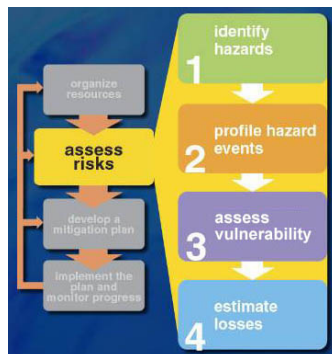 organize
resources
assess
risks
develop a
mitigation plan
implement the
plan and
monitor progress
1
identify
hazards
2
profile hazard
events
3
assess
vulnerability
4
estimate
losses